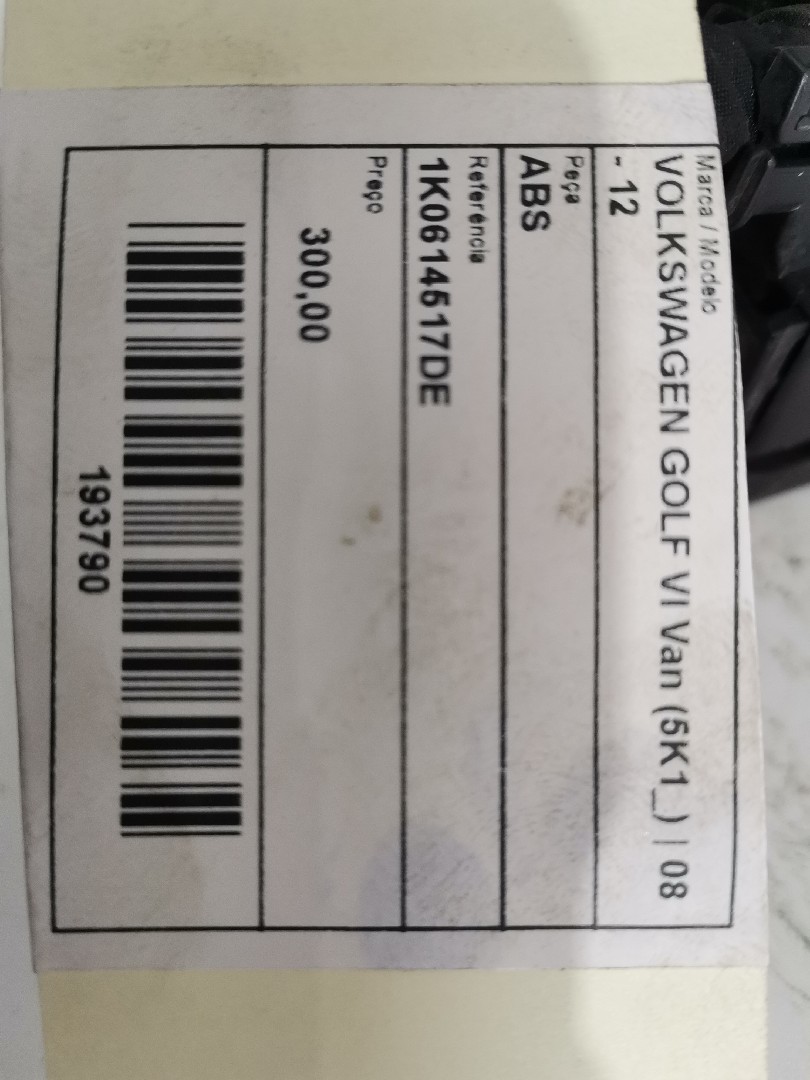 Marca / Modelo
VOLKSWAGEN GOLF VI Van (5K1_) | 08
- 12
Peça
ABS
Referência
1K0614517DE
Preço
300,00
193790